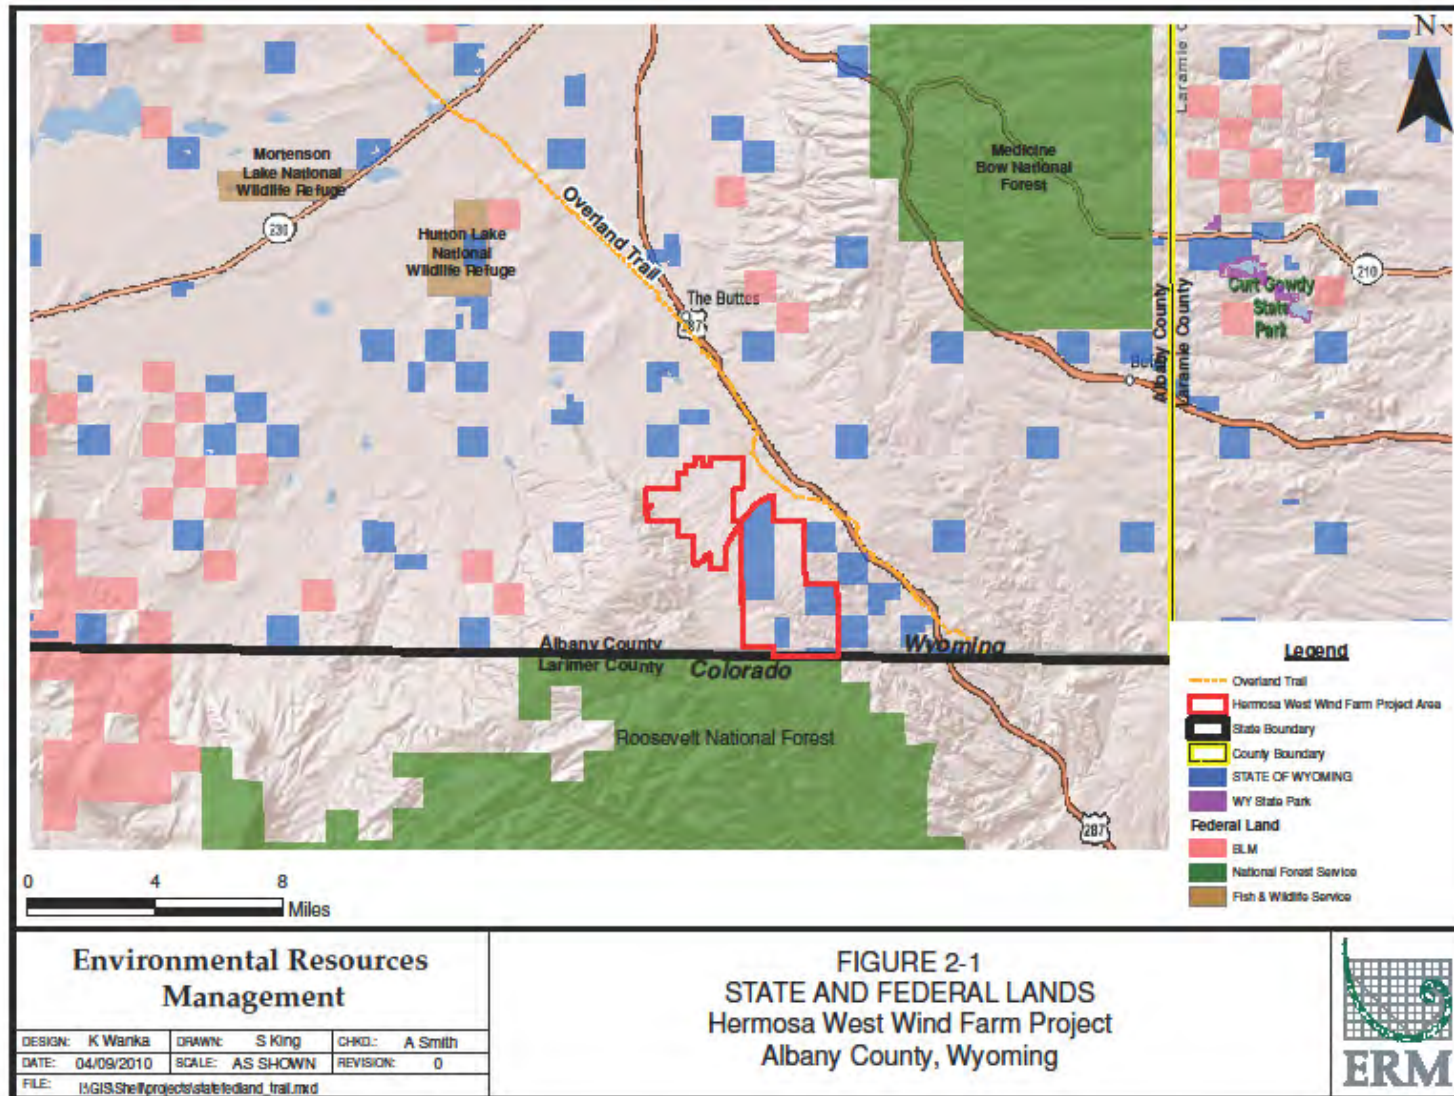 N
Laramie C
Mortenson
Lake National
Wildlife Refuge
Medicine
Bow National
Forest
230
Overland Trail
Hutton Lake
National
Wildlife Refuge
The Buttes
287
210
Curt Gowdy
State
Park
Albany County
Laramie County
Albany County
Larimer County
Wyoming
Colorado
Roosevelt National Forest
287
0 4 8
Miles
Legend
Overland Trail
Hermosa West Wind Farm Project Area
State Boundary
County Boundary
STATE OF WYOMING
WY State Park
Federal Land
BLM
National Forest Service
Fish & Wildlife Service
Environmental Resources
Management
DESIGN: K Wanka DRAWN: S King CHKD.: A Smith
DATE: 04/09/2010 SCALE: AS SHOWN REVISION: 0
FILE: I:\GIS\Shell\projects\statefedland_trail.mxd
FIGURE 2-1
STATE AND FEDERAL LANDS
Hermosa West Wind Farm Project
Albany County, Wyoming
ERM